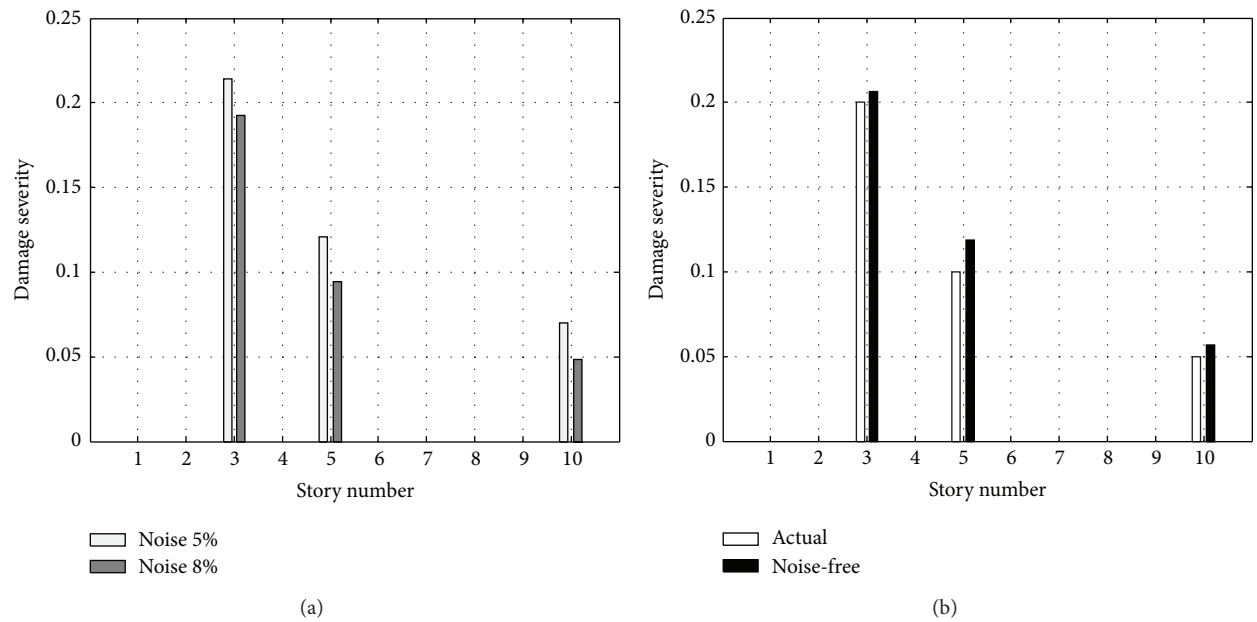 0.25
0.2
0.15
0.1
0.05
0
Damage severity
1 2 3 4 5 6 7 8 9 10
Story number
Noise 5%
Noise 8%
(a)
0.25
0.2
0.15
0.1
0.05
0
Damage severity
1 2 3 4 5 6 7 8 9 10
Story number
Actual
Noise-free
(b)